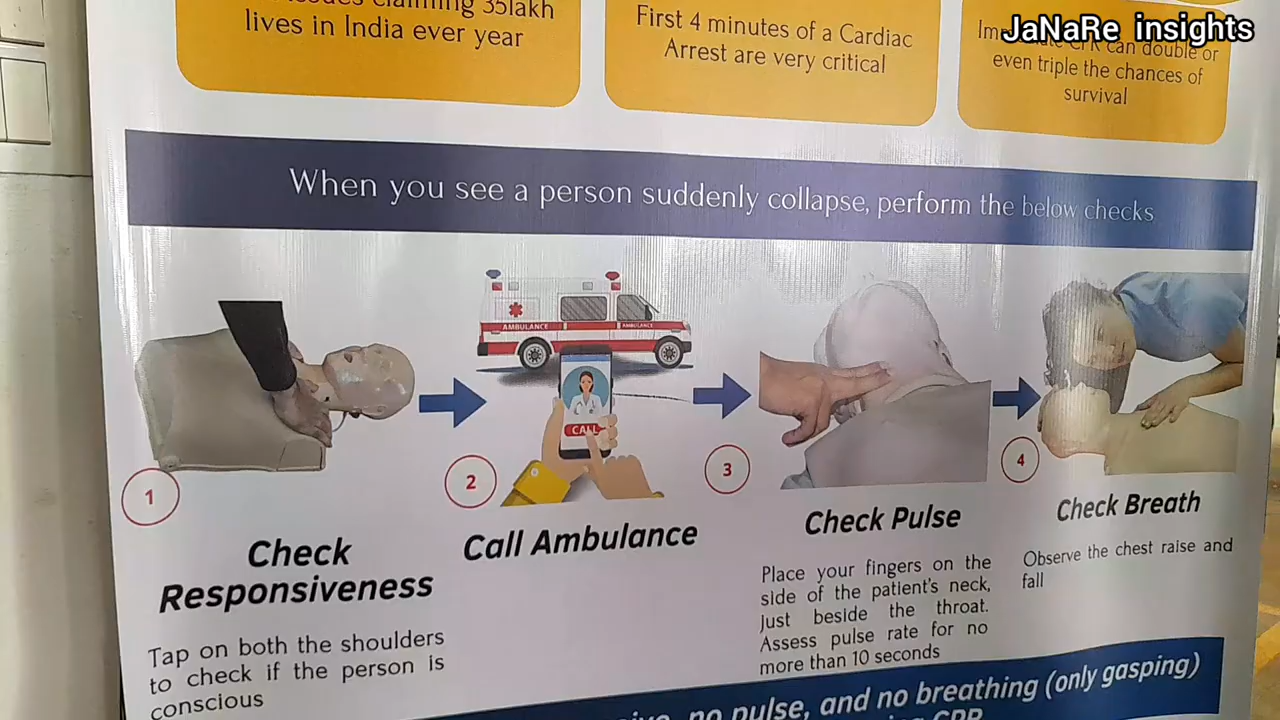 claiming 35lakh
lives in India ever year
First 4 minutes of a Cardiac
Arrest are very critical
JaNaRe insights
CPR can double or
even triple the chances of
survival
When you see a person suddenly collapse, perform the below checks
AMBULANCE
AMBULANCE
CALL
1
2
3
4
Check
Responsiveness
Tap on both the shoulders
to check if the person is
conscious
Call Ambulance
Check Pulse
Place your fingers on the
side of the patient's neck,
Just beside the throat.
Assess pulse rate for no
more than 10 seconds
Check Breath
Observe the chest raise and
fall
no pulse, and no breathing (only gasping)
CPR